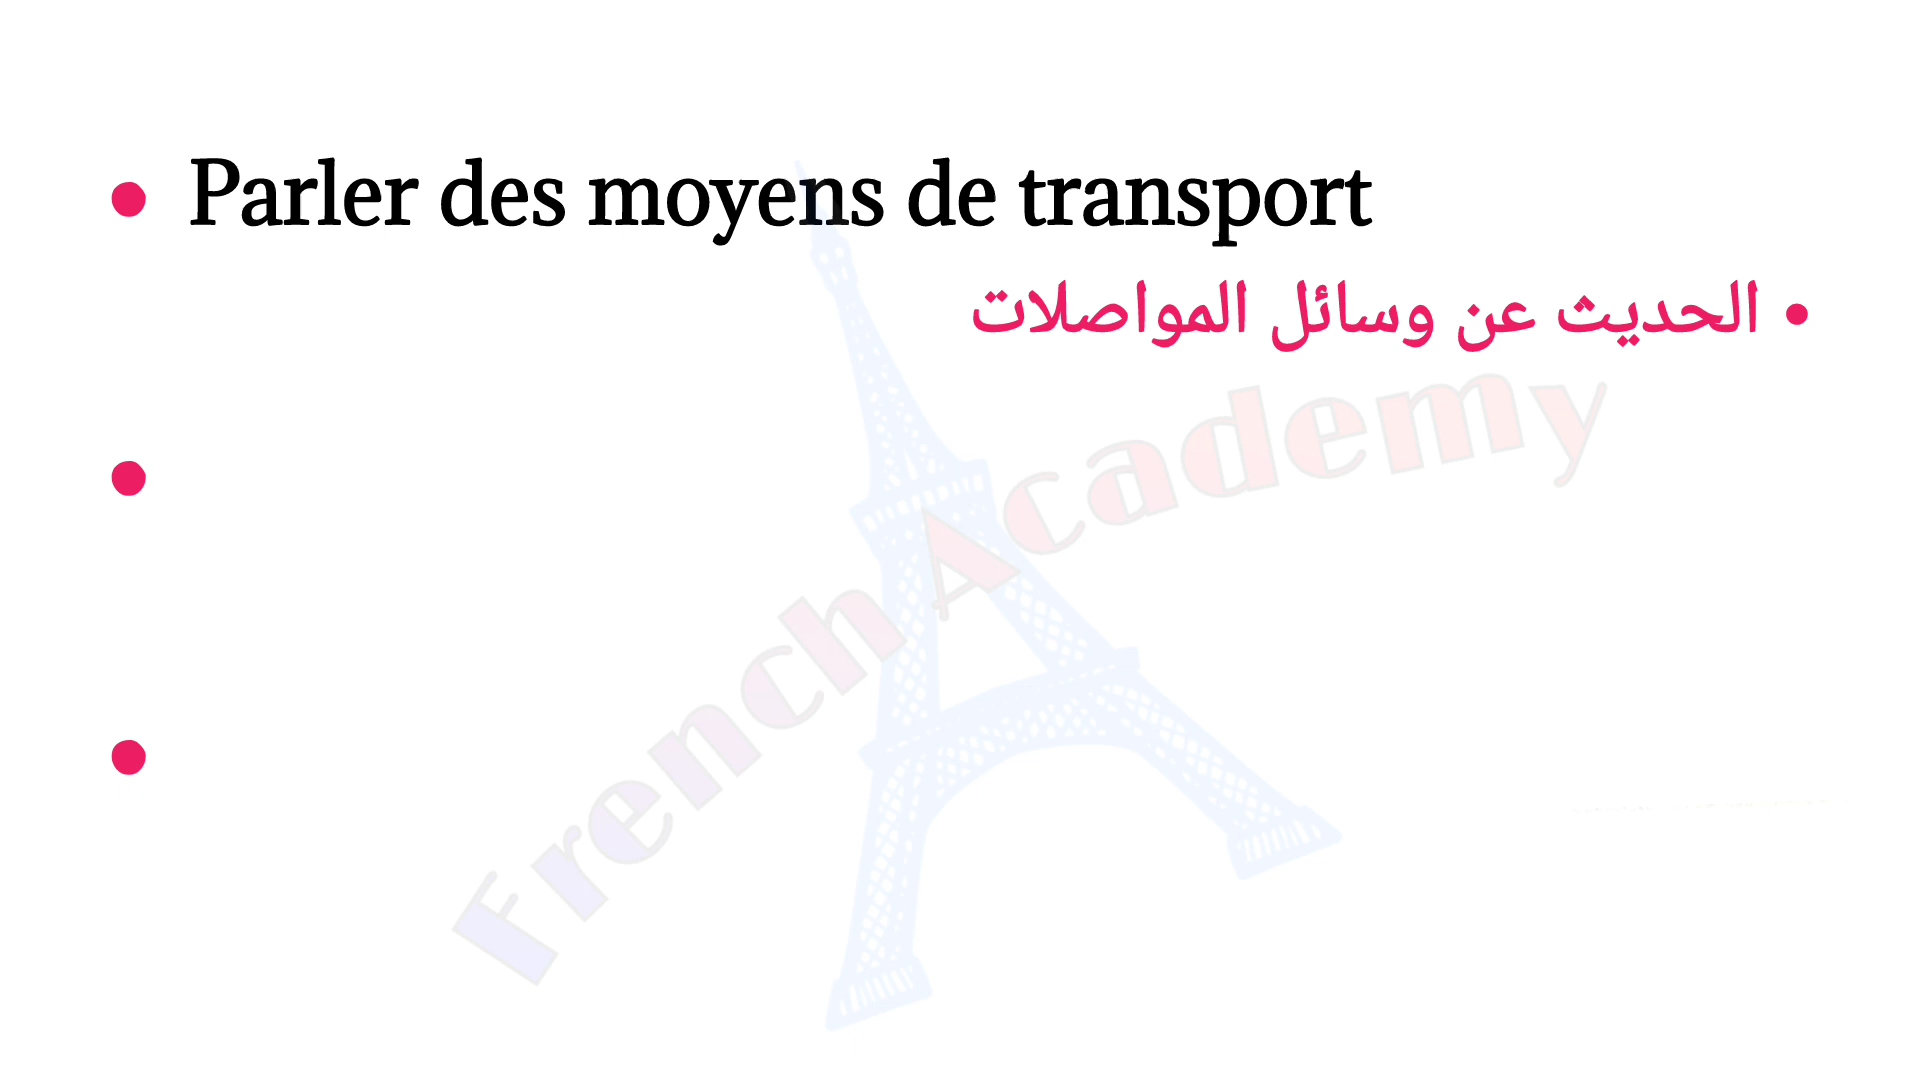 • Parler des moyens de transport
• الحديث عن وسائل المواصلات
•
•
French Academy